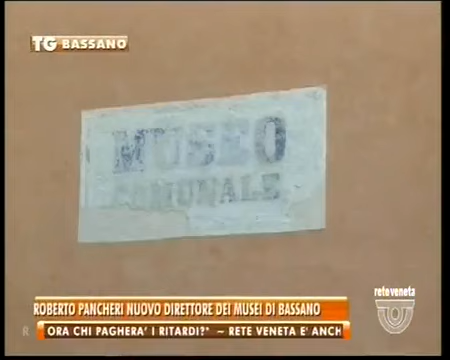 TG BASSANO
MUSEO
COMUNALE
reteveneta
ROBERTO PANCHERI NUOVO DIRETTORE DEI MUSEI DI BASSANO
R
ORA CHI PAGHERA' I RITARDI?" ~ RETE VENETA E' ANCH